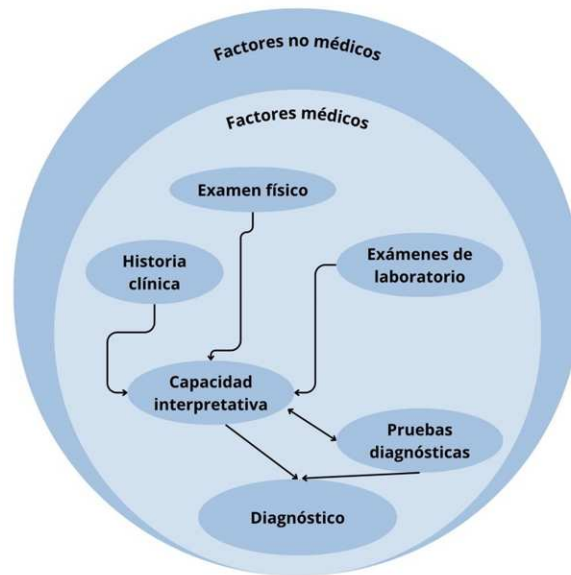 Factores no médicos
Factores médicos
Examen físico
Historia
clínica
Exámenes de
laboratorio
Capacidad
interpretativa
Pruebas
diagnósticas
Diagnóstico